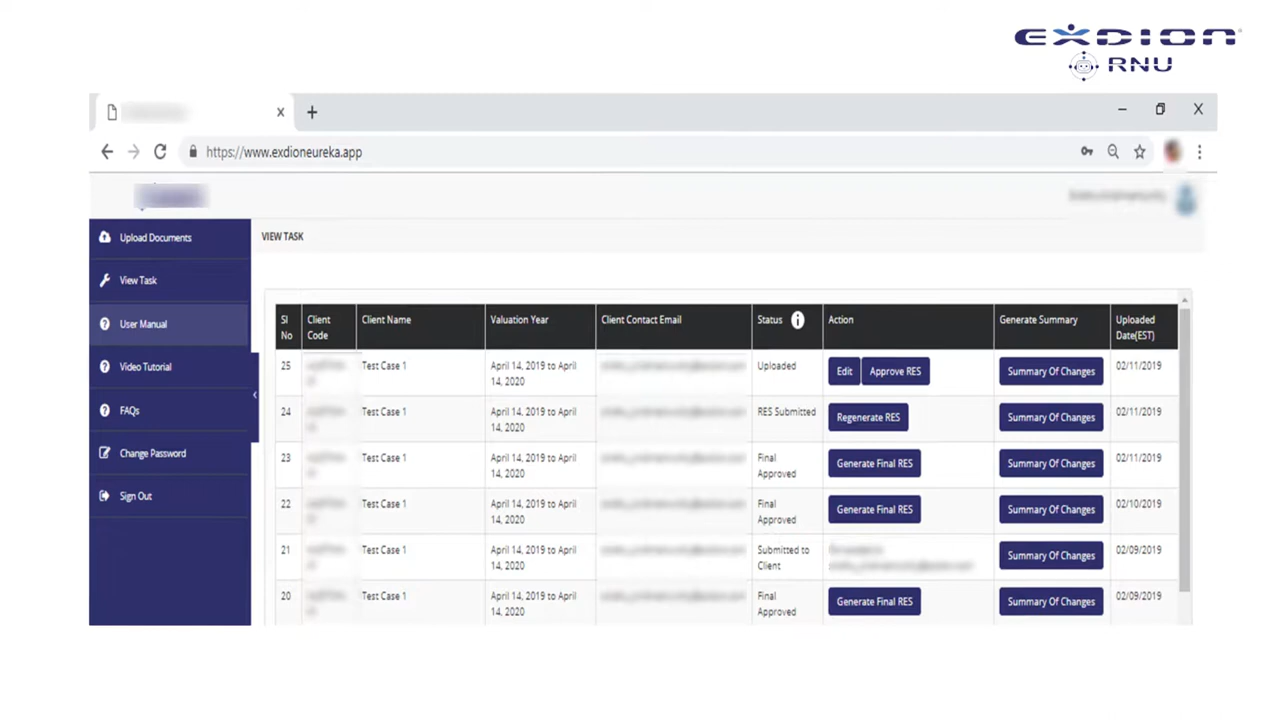 EXDION
RNU
https://www.exdioneureka.app
Upload Documents
View Task
User Manual
Video Tutorial
FAQs
Change Password
Sign Out
VIEW TASK
Sl No Client Code Client Name Valuation Year Client Contact Email Status Action Generate Summary Uploaded Date(EST)
25 Test Case 1 April 14, 2019 to April 14, 2020 Uploaded Edit Approve RES Summary Of Changes 02/11/2019
24 Test Case 1 April 14, 2019 to April 14, 2020 RES Submitted Regenerate RES Summary Of Changes 02/11/2019
23 Test Case 1 April 14, 2019 to April 14, 2020 Final Approved Generate Final RES Summary Of Changes 02/11/2019
22 Test Case 1 April 14, 2019 to April 14, 2020 Final Approved Generate Final RES Summary Of Changes 02/10/2019
21 Test Case 1 April 14, 2019 to April 14, 2020 Submitted to Client Summary Of Changes 02/09/2019
20 Test Case 1 April 14, 2019 to April 14, 2020 Final Approved Generate Final RES Summary Of Changes 02/09/2019